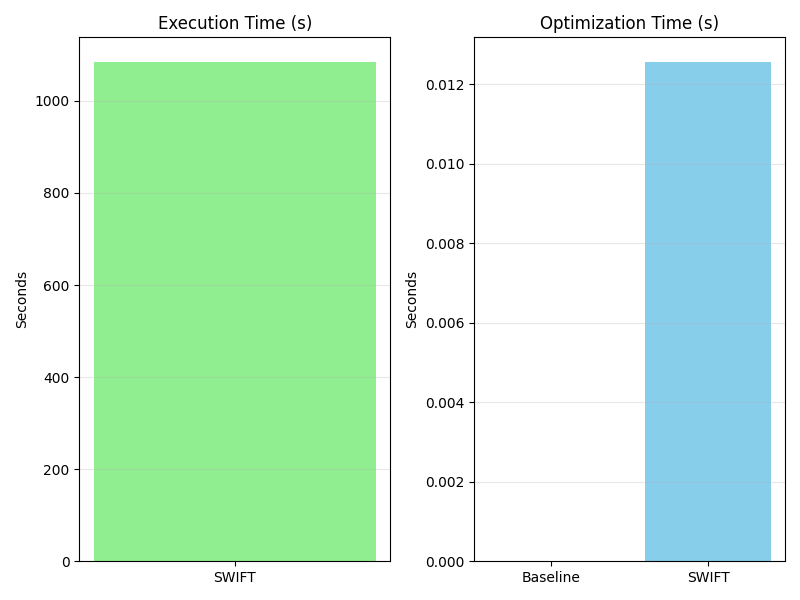 Execution Time (s)
Seconds
1000
800
600
400
200
0
SWIFT
Optimization Time (s)
Seconds
0.012
0.010
0.008
0.006
0.004
0.002
0.000
Baseline
SWIFT